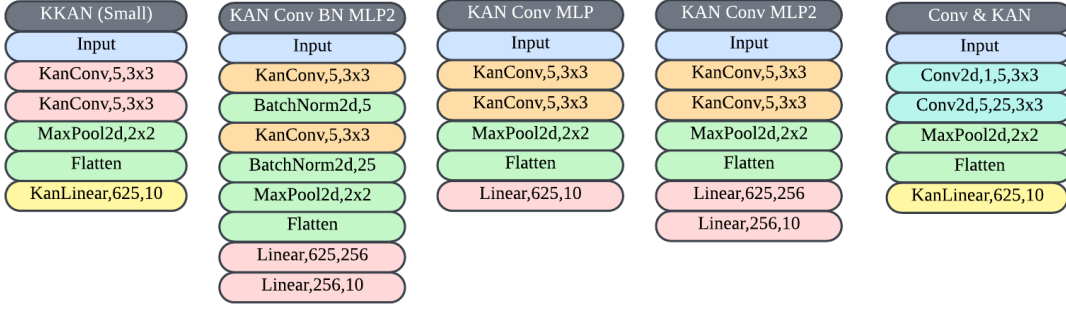 KKAN (Small)
Input
KanConv,5,3x3
KanConv,5,3x3
MaxPool2d,2x2
Flatten
KanLinear,625,10
KAN Conv BN MLP2
Input
KanConv,5,3x3
BatchNorm2d,5
KanConv,5,3x3
BatchNorm2d,25
MaxPool2d,2x2
Flatten
Linear,625,256
Linear,256,10
KAN Conv MLP
Input
KanConv,5,3x3
KanConv,5,3x3
MaxPool2d,2x2
Flatten
Linear,625,10
KAN Conv MLP2
Input
KanConv,5,3x3
KanConv,5,3x3
MaxPool2d,2x2
Flatten
Linear,625,256
Linear,256,10
Conv & KAN
Input
Conv2d,1,5,3x3
Conv2d,5,25,3x3
MaxPool2d,2x2
Flatten
KanLinear,625,10